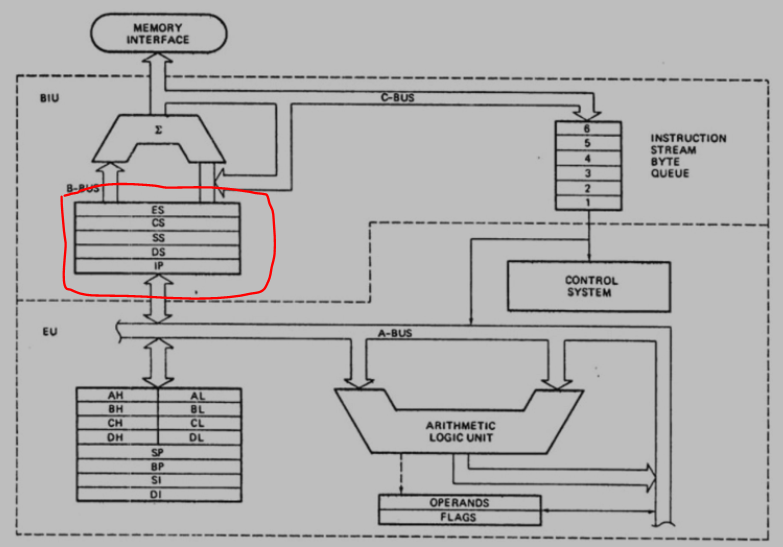 MEMORY
INTERFACE
BIU
C-BUS
Σ
B-BUS
6
5
4
3
2
1
INSTRUCTION
STREAM
BYTE
QUEUE
ES
CS
SS
DS
IP
CONTROL
SYSTEM
EU
A-BUS
AH AL
BH BL
CH CL
DH DL
SP
BP
SI
DI
ARITHMETIC
LOGIC UNIT
OPERANDS
FLAGS